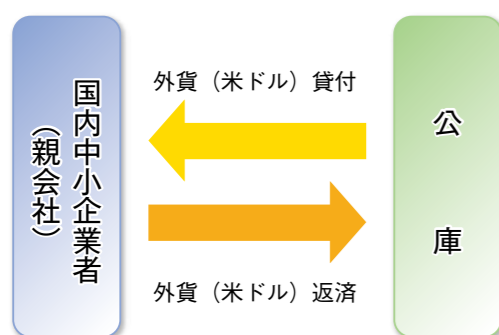 国内中小企業者
（親会社）
外貨（米ドル）貸付
外貨（米ドル）返済
公庫